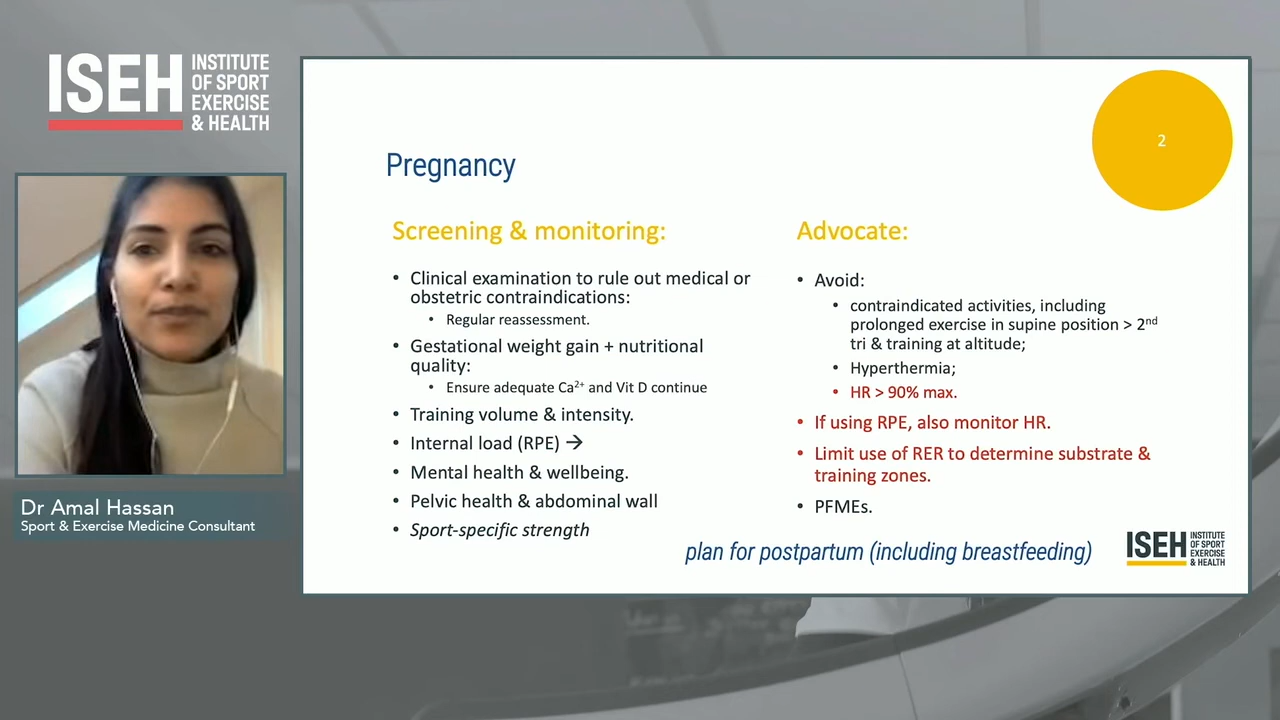 ISEH
INSTITUTE
OF SPORT
EXERCISE
& HEALTH
Dr Amal Hassan
Sport & Exercise Medicine Consultant
2
Pregnancy
Screening & monitoring:
• Clinical examination to rule out medical or
obstetric contraindications:
• Regular reassessment.
• Gestational weight gain + nutritional
quality:
• Ensure adequate Ca²⁺ and Vit D continue
• Training volume & intensity.
• Internal load (RPE) →
• Mental health & wellbeing.
• Pelvic health & abdominal wall
• Sport-specific strength
Advocate:
• Avoid:
• contraindicated activities, including
prolonged exercise in supine position > 2ⁿᵈ
tri & training at altitude;
• Hyperthermia;
• HR > 90% max.
• If using RPE, also monitor HR.
• Limit use of RER to determine substrate &
training zones.
• PFMEs.
plan for postpartum (including breastfeeding)
ISEH
INSTITUTE
OF SPORT
EXERCISE
& HEALTH